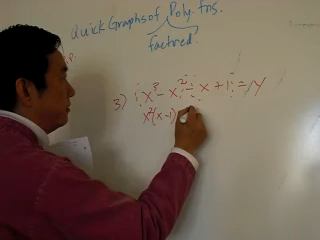 Quick Graphs of Poly. fns.
factored.
P.
3) x³ - x² - x + 1 = y
x²(x-1)